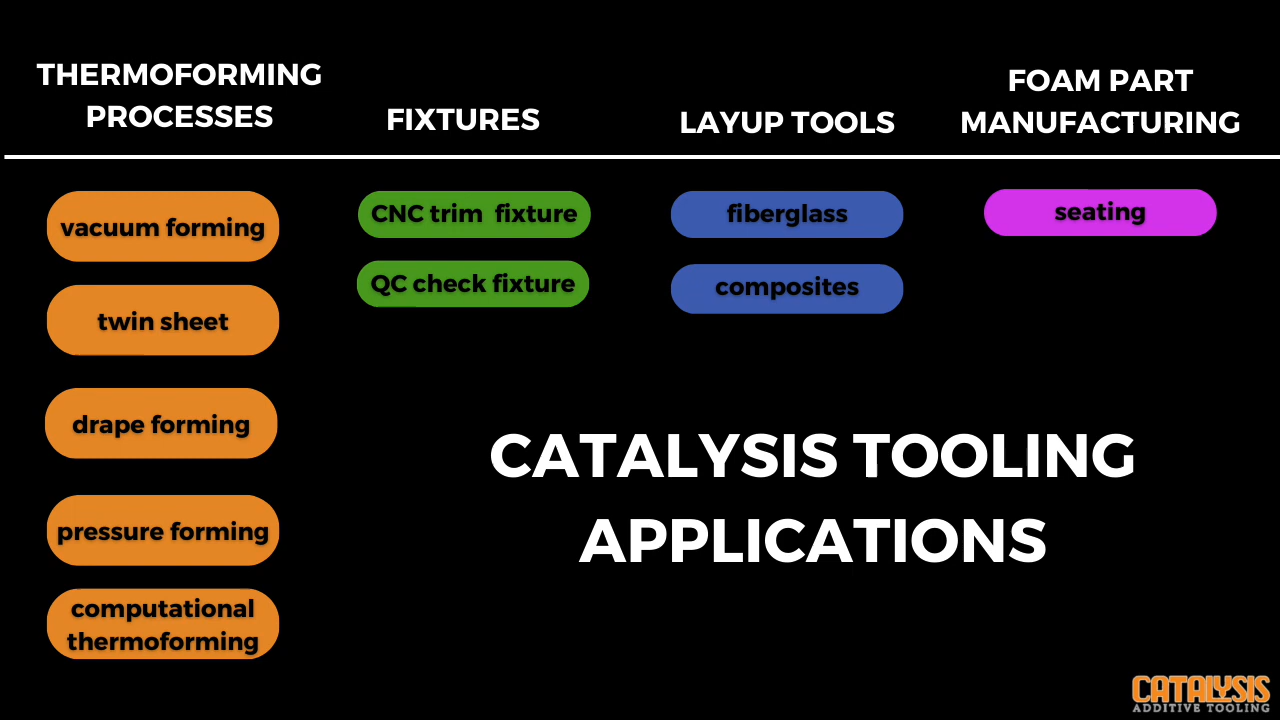 THERMOFORMING
PROCESSES
FIXTURES
LAYUP TOOLS
FOAM PART
MANUFACTURING
vacuum forming
twin sheet
drape forming
pressure forming
computational
thermoforming
CNC trim  fixture
QC check fixture
fiberglass
composites
seating
CATALYSIS TOOLING
APPLICATIONS
CATALYSIS
ADDITIVE TOOLING